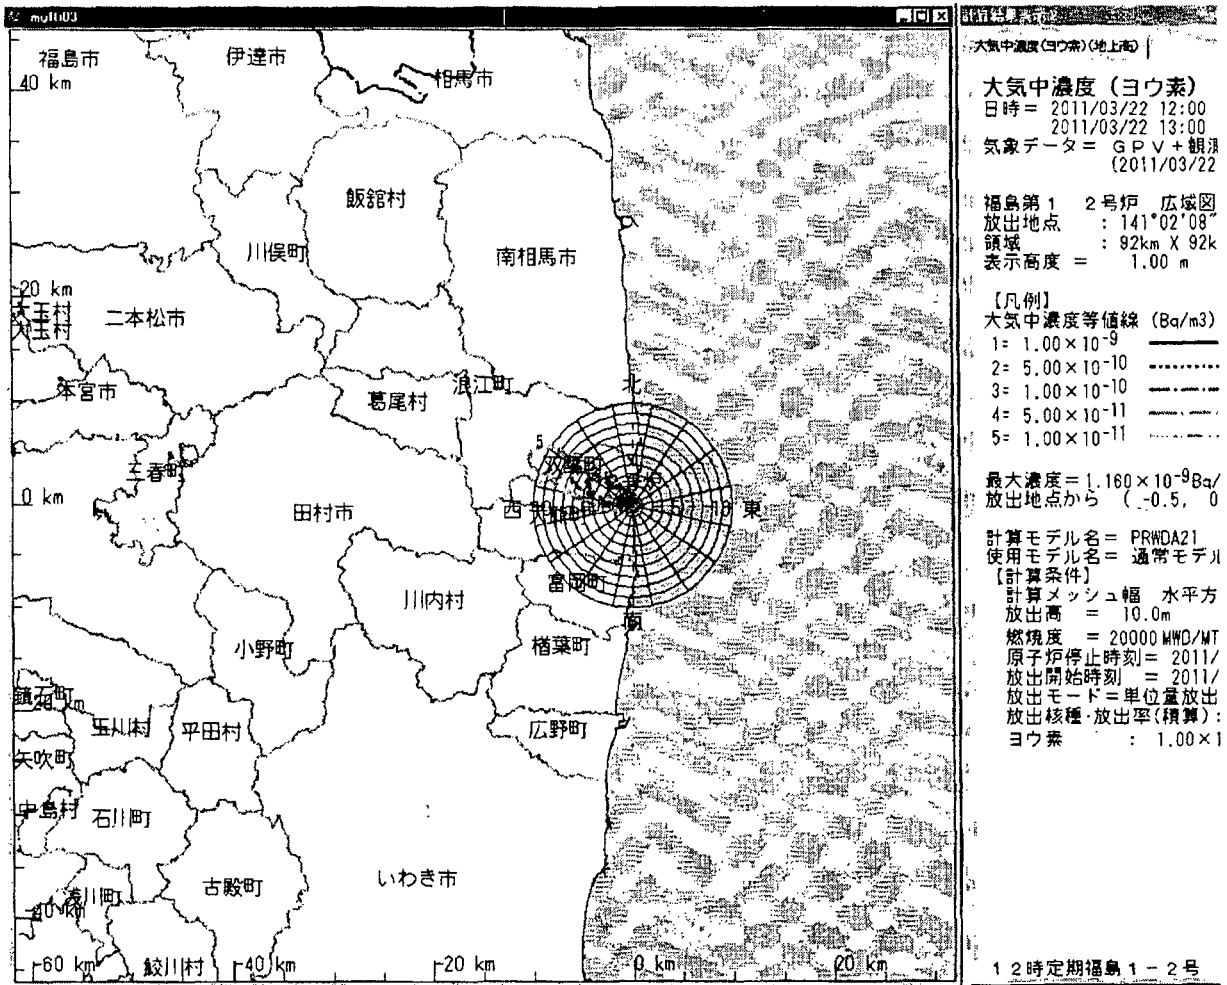 multi03
福島市
伊達市
相馬市
40 km
飯舘村
川俣町
南相馬市
20 km
大玉村
大玉村
二本松市
本宮市
浪江町
北
葛尾村
5
双葉町
三春町
0 km
田村市
西
東
富岡町
川内村
南
小野町
楢葉町
玉川村
平田村
広野町
矢吹町
中島村
石川町
古殿町
いわき市
浅川町
鮫川村
-60 km
-40 km
-20 km
0 km
20 km
計算結果表示
大気中濃度(ヨウ素)(地上高)
大気中濃度(ヨウ素)
日時= 2011/03/22 12:00
2011/03/22 13:00
気象データ= GPV+観測
(2011/03/22
福島第1 2号炉 広域図
放出地点 : 141°02'08"
領域 : 92km X 92k
表示高度 = 1.00 m
【凡例】
大気中濃度等値線 (Bq/m3)
1= 1.00×10-9
2= 5.00×10-10
3= 1.00×10-10
4= 5.00×10-11
5= 1.00×10-11
最大濃度=1.160×10-9Bq/
放出地点から ( -0.5, 0
計算モデル名= PRWDA21
使用モデル名= 通常モデル
【計算条件】
計算メッシュ幅 水平方
放出高 = 10.0m
燃焼度 = 20000MWD/MT
原子炉停止時刻= 2011/
放出開始時刻 = 2011/
放出モード=単位量放出
放出核種・放出率(積算):
ヨウ素 : 1.00×1
12時定期福島1-2号